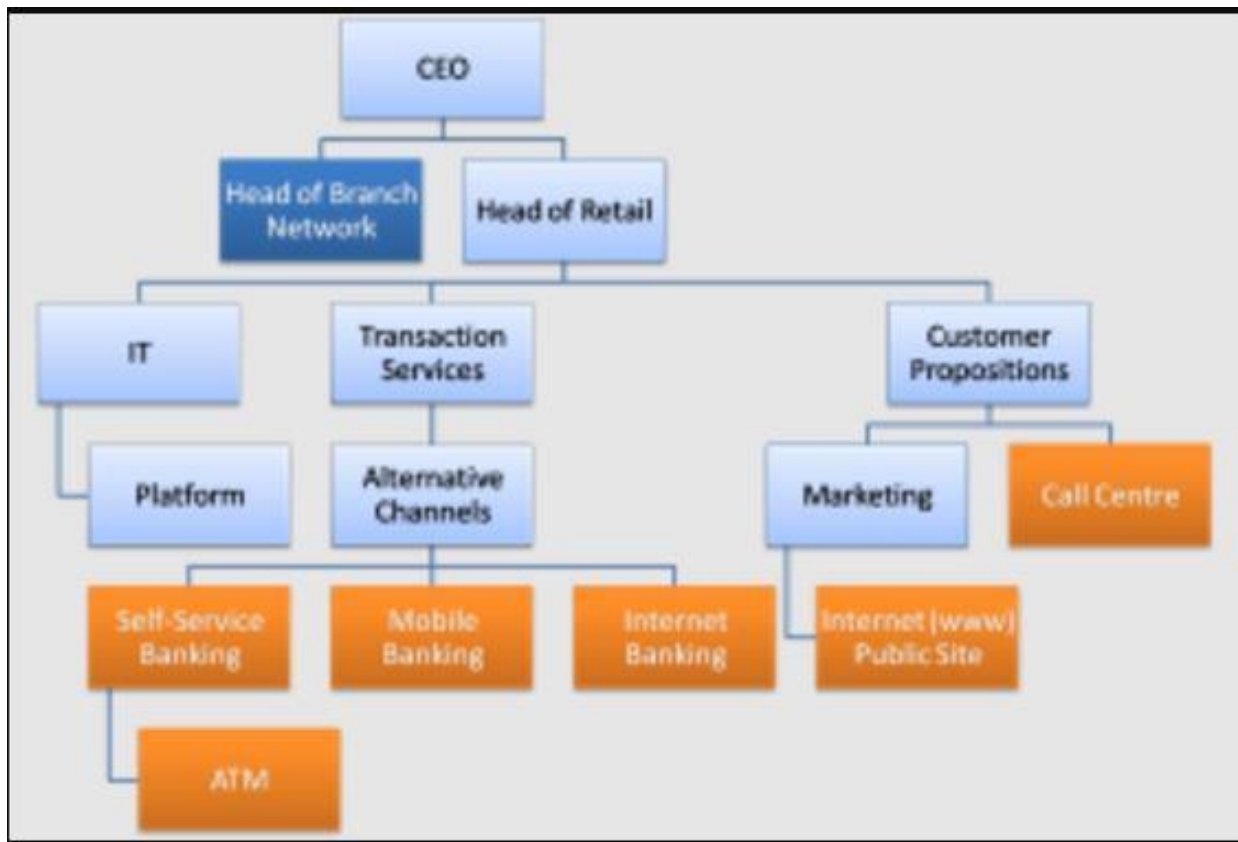 CEO
Head of Branch
Network
Head of Retail
IT
Transaction
Services
Customer
Propositions
Platform
Alternative
Channels
Marketing
Call Centre
Self-Service
Banking
Mobile
Banking
Internet
Banking
Internet (www)
Public Site
ATM